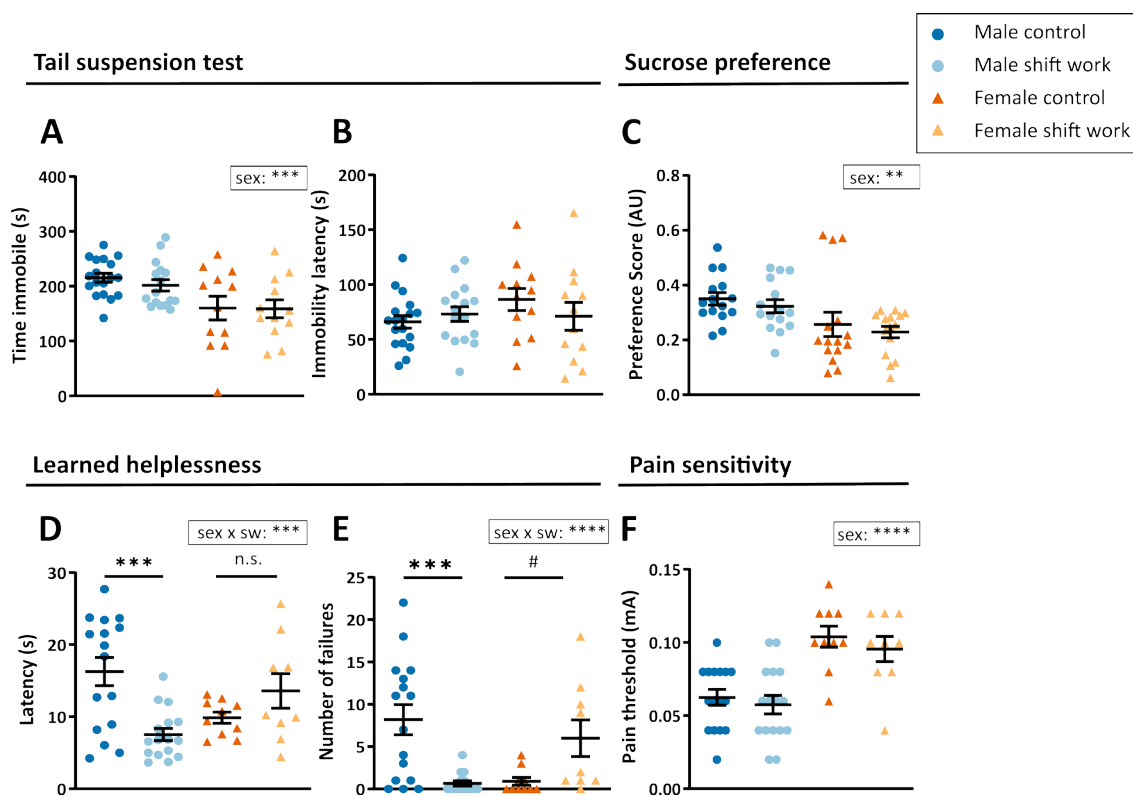 Male control
Male shift work
Female control
Female shift work
Tail suspension test
Sucrose preference
A
sex: ***
Time immobile (s)
400
300
200
100
0
B
Immobility latency (s)
200
150
100
50
0
C
sex: **
Preference Score (AU)
0.8
0.6
0.4
0.2
0.0
Learned helplessness
Pain sensitivity
D
sex x sw: ***
***
n.s.
Latency (s)
30
20
10
0
E
sex x sw: ****
***
#
Number of failures
25
20
15
10
5
0
F
sex: ****
Pain threshold (mA)
0.15
0.10
0.05
0.00